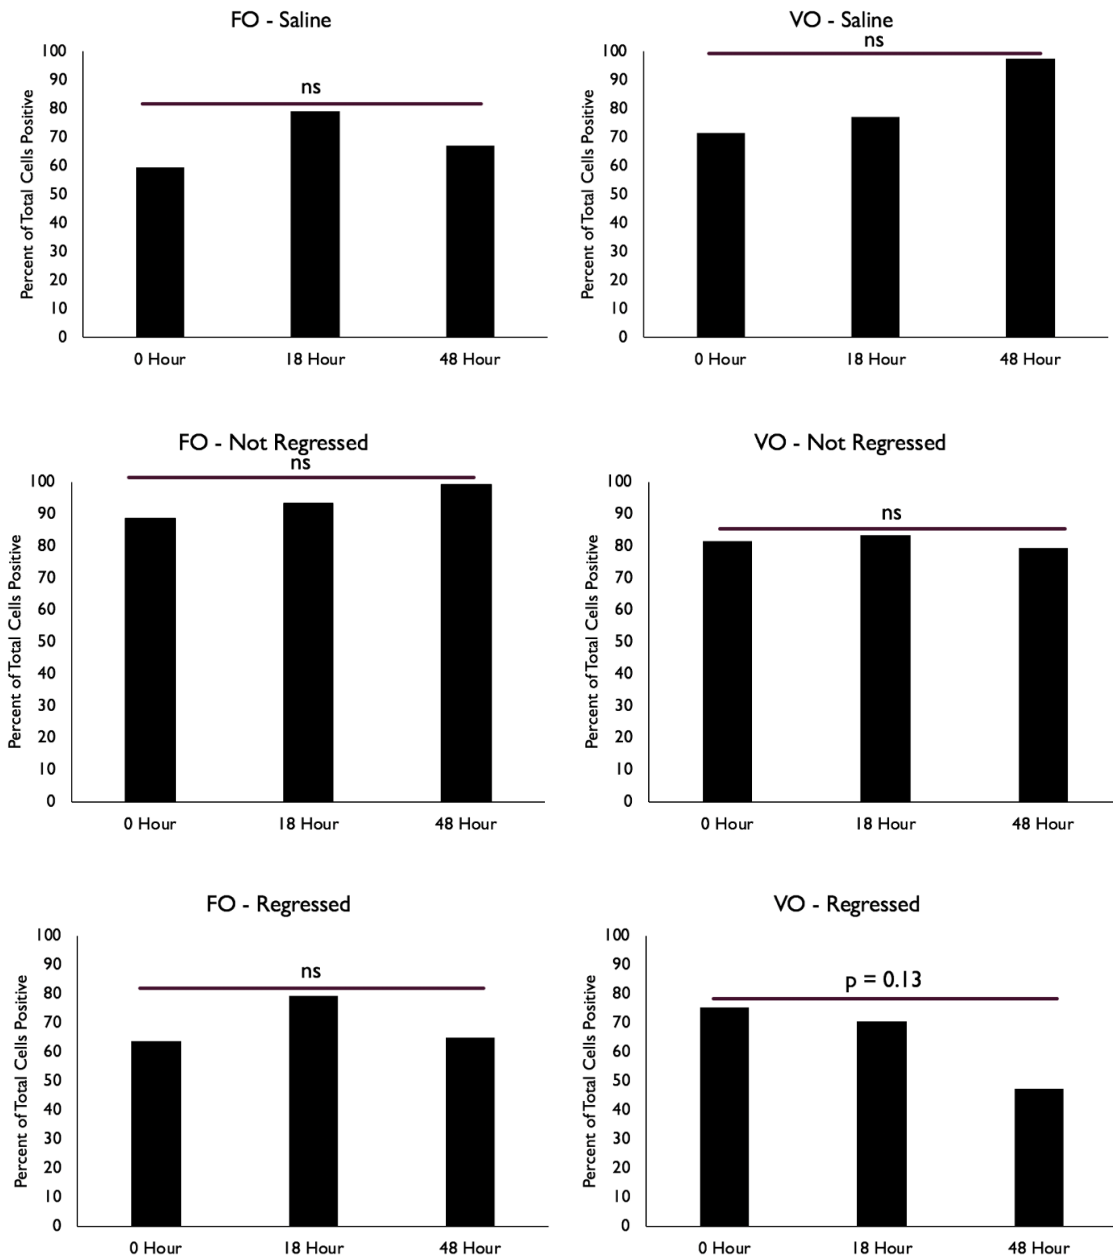 FO - Saline
ns
100
90
80
70
60
50
40
30
20
10
0
Percent of Total Cells Positive
0 Hour 18 Hour 48 Hour
VO - Saline
ns
100
90
80
70
60
50
40
30
20
10
0
Percent of Total Cells Positive
0 Hour 18 Hour 48 Hour
FO - Not Regressed
ns
100
90
80
70
60
50
40
30
20
10
0
Percent of Total Cells Positive
0 Hour 18 Hour 48 Hour
VO - Not Regressed
ns
100
90
80
70
60
50
40
30
20
10
0
Percent of Total Cells Positive
0 Hour 18 Hour 48 Hour
FO - Regressed
ns
100
90
80
70
60
50
40
30
20
10
0
Percent of Total Cells Positive
0 Hour 18 Hour 48 Hour
VO - Regressed
p = 0.13
100
90
80
70
60
50
40
30
20
10
0
Percent of Total Cells Positive
0 Hour 18 Hour 48 Hour